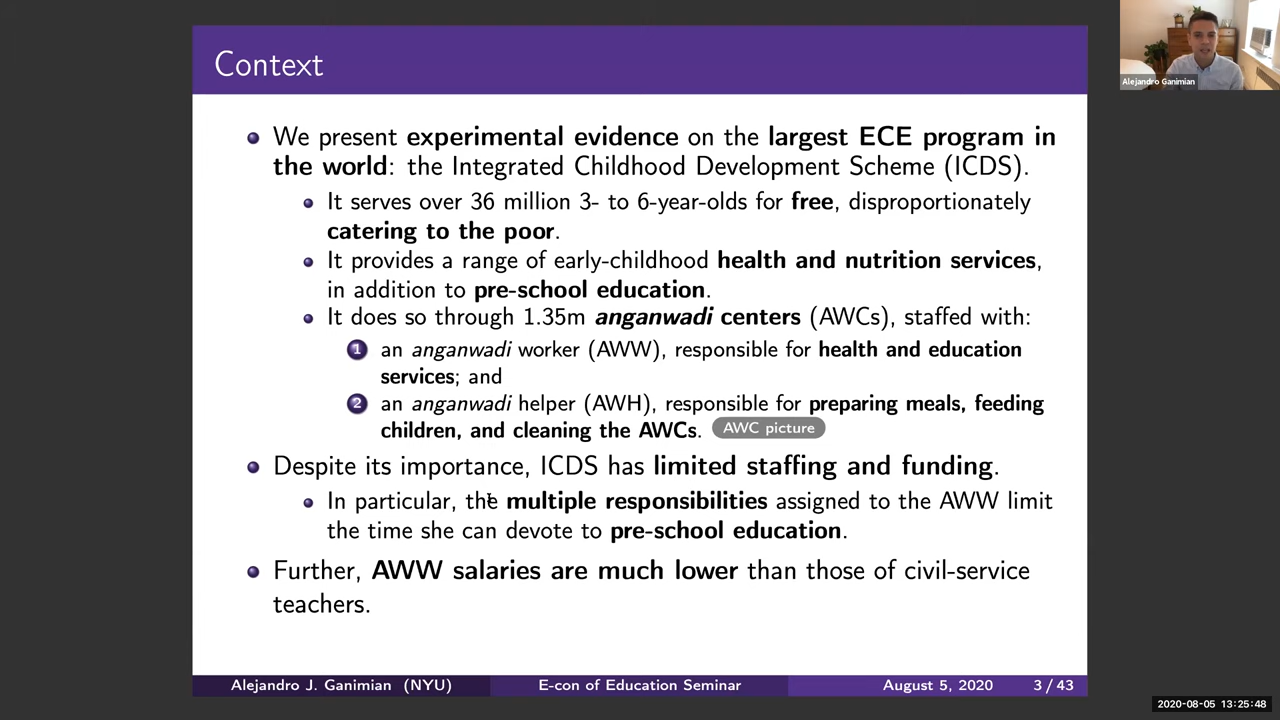 Context
We present experimental evidence on the largest ECE program in
the world: the Integrated Childhood Development Scheme (ICDS).
It serves over 36 million 3- to 6-year-olds for free, disproportionately
catering to the poor.
It provides a range of early-childhood health and nutrition services,
in addition to pre-school education.
It does so through 1.35m anganwadi centers (AWCs), staffed with:
1 an anganwadi worker (AWW), responsible for health and education
services; and
2 an anganwadi helper (AWH), responsible for preparing meals, feeding
children, and cleaning the AWCs. AWC picture
Despite its importance, ICDS has limited staffing and funding.
In particular, the multiple responsibilities assigned to the AWW limit
the time she can devote to pre-school education.
Further, AWW salaries are much lower than those of civil-service
teachers.
Alejandro J. Ganimian (NYU) E-con of Education Seminar August 5, 2020 3 / 43
Alejandro Ganimian
2020-08-05 13:25:48